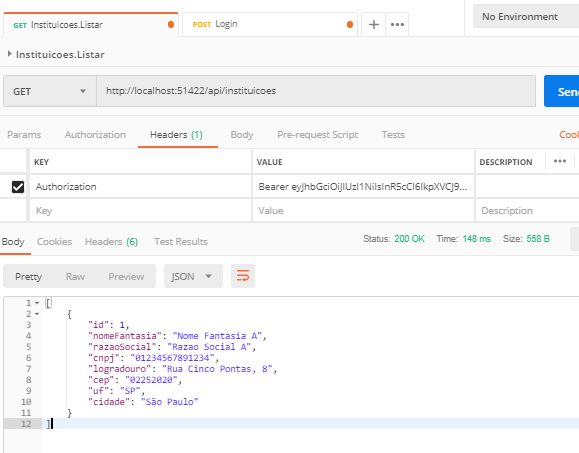 GET Instituicoes.Listar
POST Login
+
•••
No Environment
Instituicoes.Listar
GET
http://localhost:51422/api/instituicoes
Params Authorization Headers (1) Body Pre-request Script Tests
KEY VALUE DESCRIPTION •••
Authorization
Key Value Description
Body Cookies Headers (6) Test Results Status: 200 OK Time: 148 ms Size: 558 B
Pretty Raw Preview JSON
1 [
2 {
3 "id": 1,
4 "nomeFantasia": "Nome Fantasia A",
5 "razaoSocial": "Razao Social A",
6 "cnpj": "01234567891234",
7 "logradouro": "Rua Cinco Pontas, 8",
8 "cep": "02252020",
9 "uf": "SP",
10 "cidade": "São Paulo"
11 }
12 ]